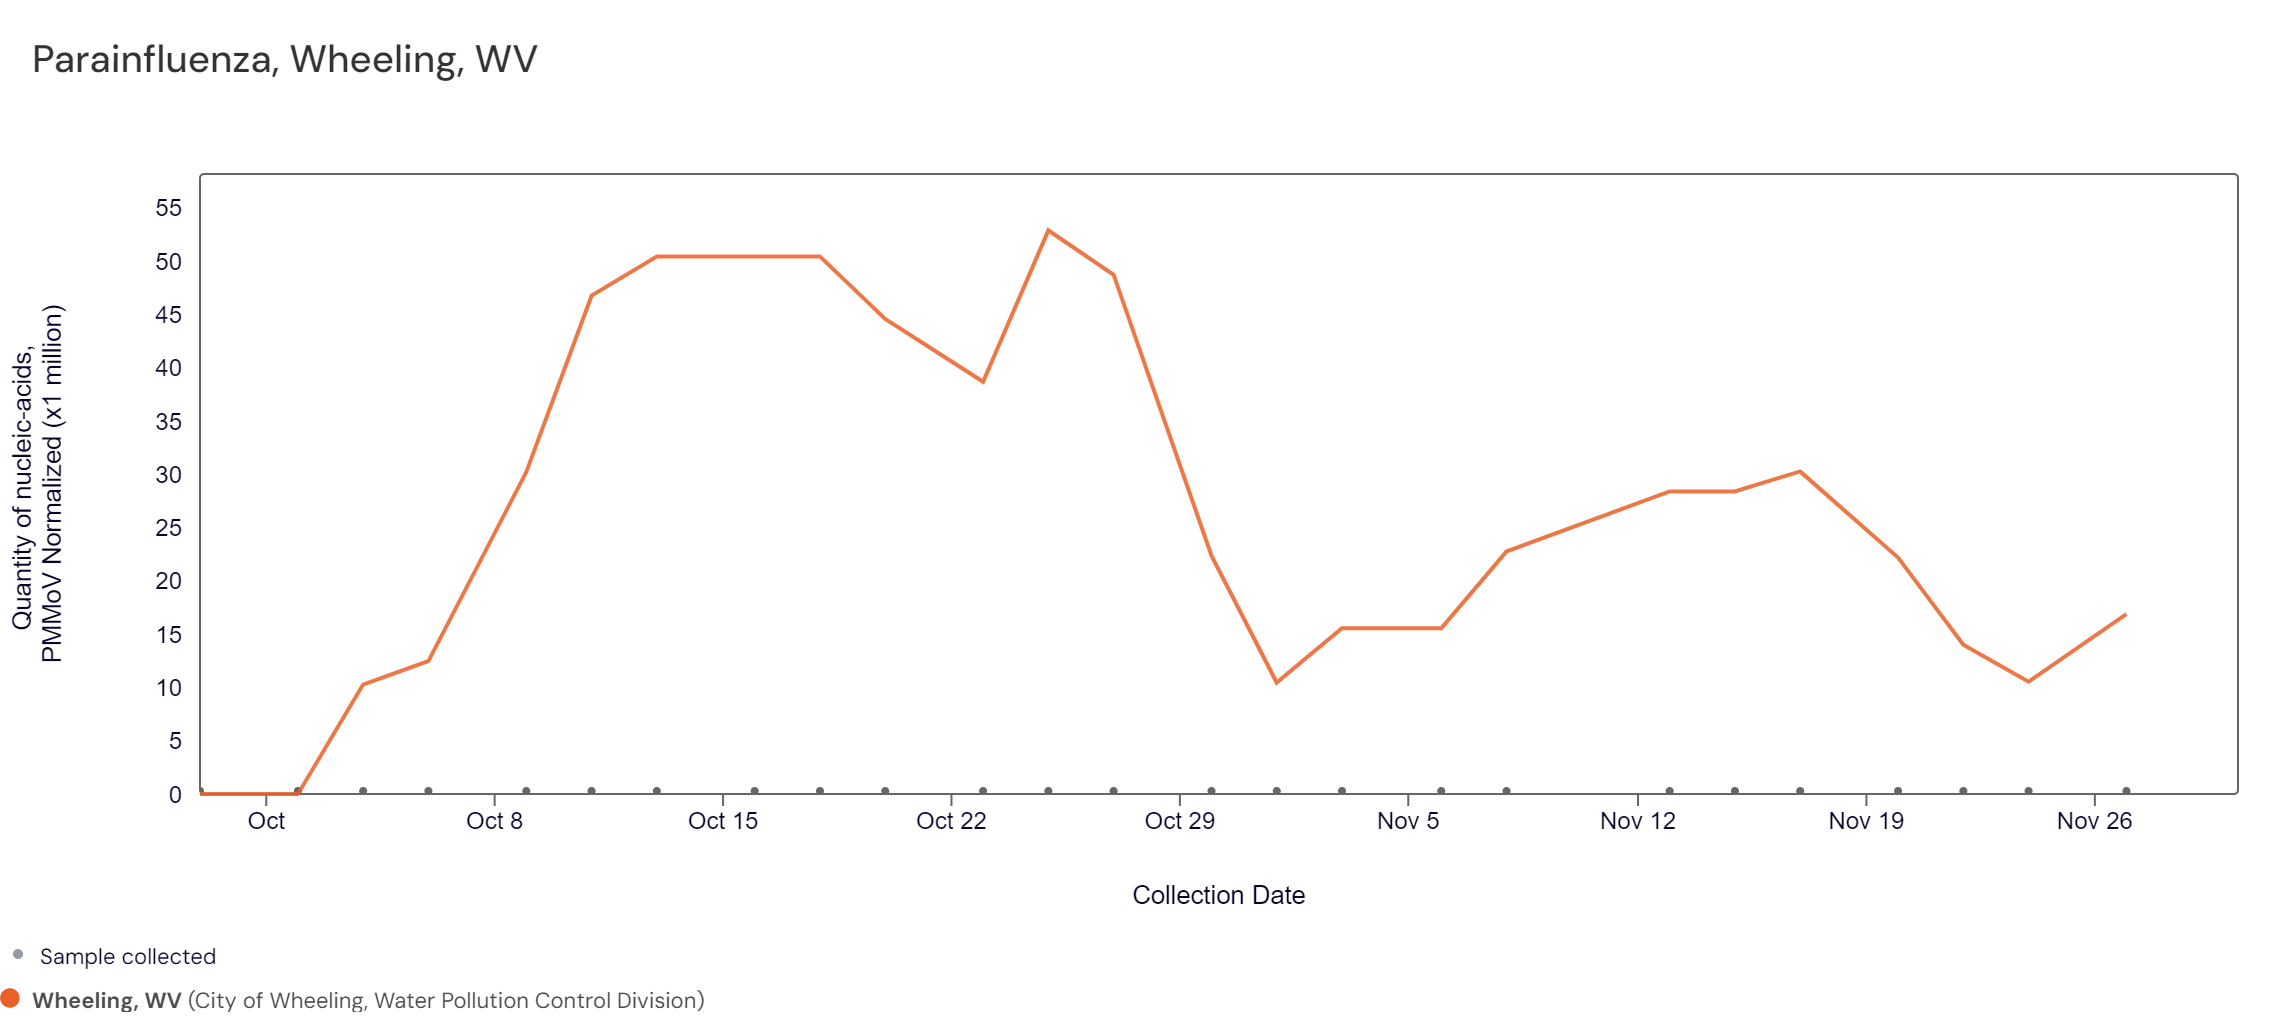 Parainfluenza, Wheeling, WV
Quantity of nucleic-acids,
PMMoV Normalized (x1 million)
55
50
45
40
35
30
25
20
15
10
5
0
Oct
Oct 8
Oct 15
Oct 22
Oct 29
Nov 5
Nov 12
Nov 19
Nov 26
Collection Date
Sample collected
Wheeling, WV (City of Wheeling, Water Pollution Control Division)